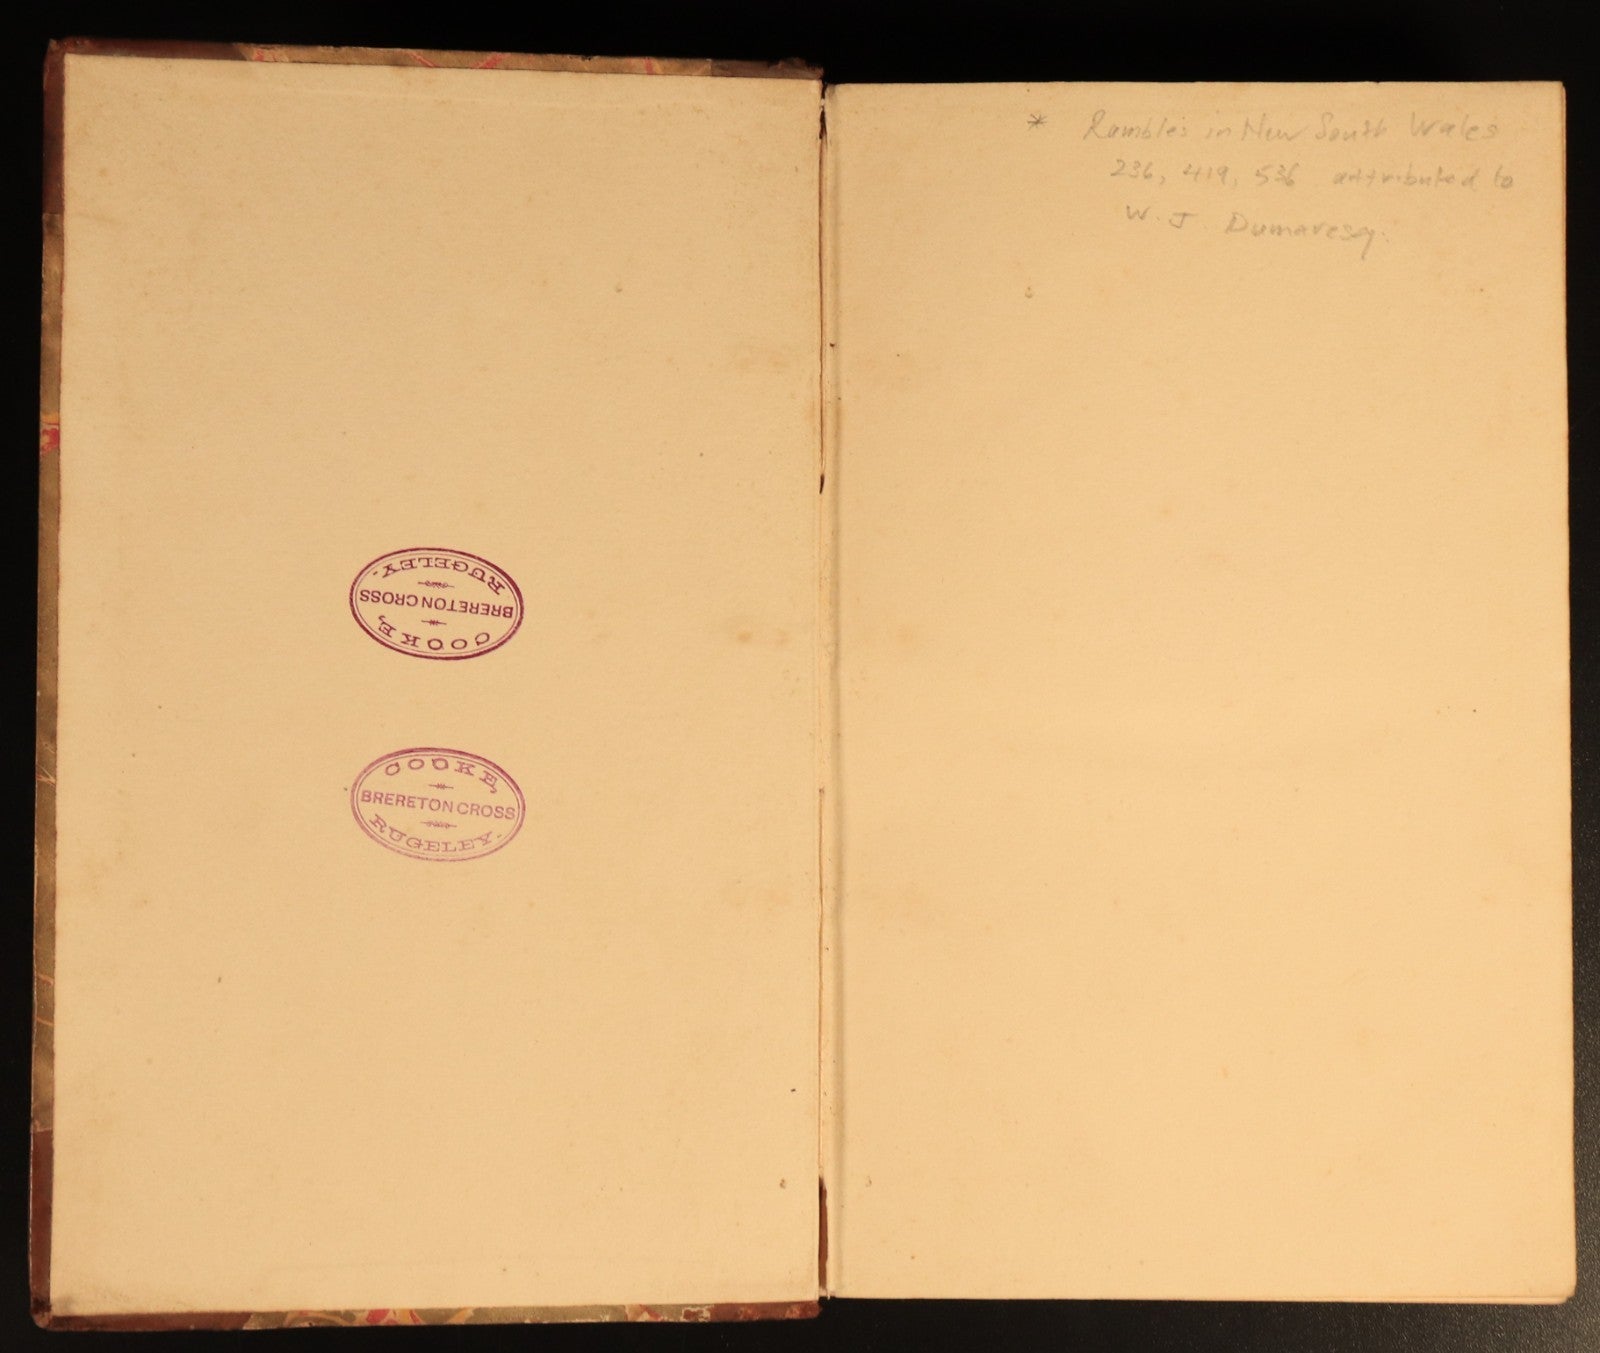 COOKE,
BRERETON CROSS
RUGELEY.
COOKE,
BRERETON CROSS
RUGELEY.
* Rambles in New South Wales
236, 419, 536 attributed to
W. J. Dumaresq.